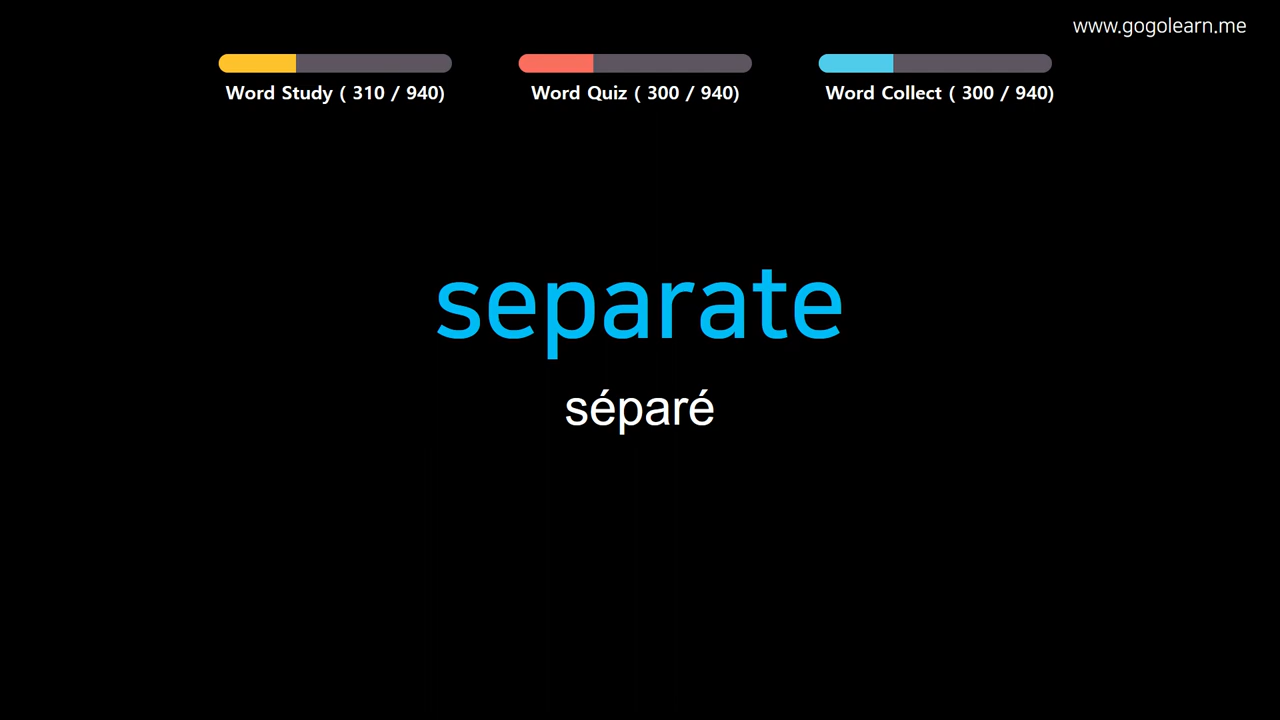 www.gogolearn.me
Word Study ( 310 / 940)
Word Quiz ( 300 / 940)
Word Collect ( 300 / 940)
separate
séparé